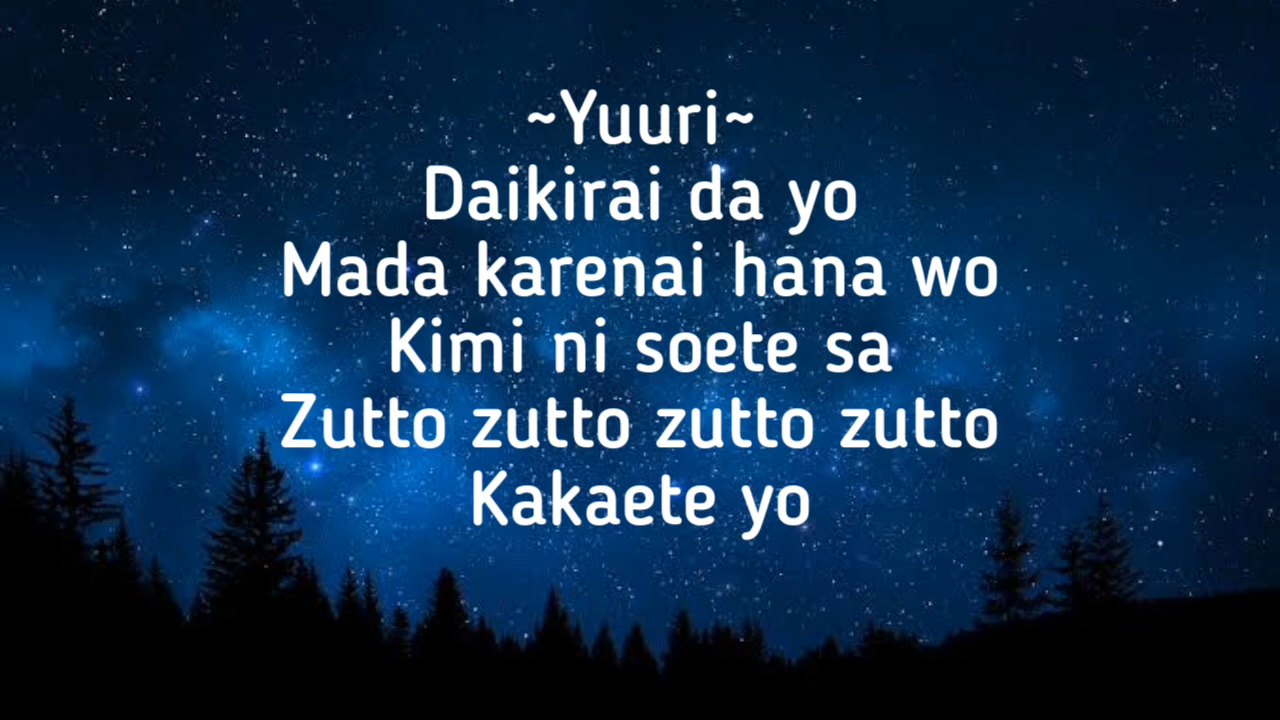 ~Yuuri~
Daikirai da yo
Mada karenai hana wo
Kimi ni soete sa
Zutto zutto zutto zutto
Kakaete yo